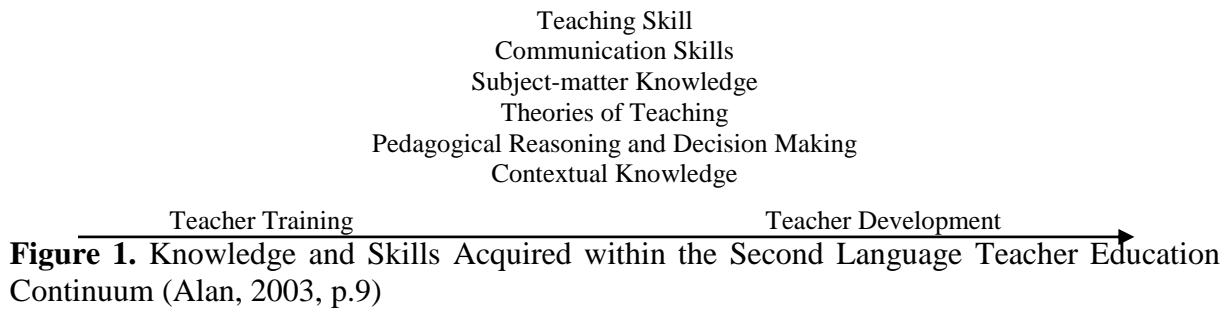 Teaching Skill
Communication Skills
Subject-matter Knowledge
Theories of Teaching
Pedagogical Reasoning and Decision Making
Contextual Knowledge
Teacher Training Teacher Development
Figure 1. Knowledge and Skills Acquired within the Second Language Teacher Education
Continuum (Alan, 2003, p.9)